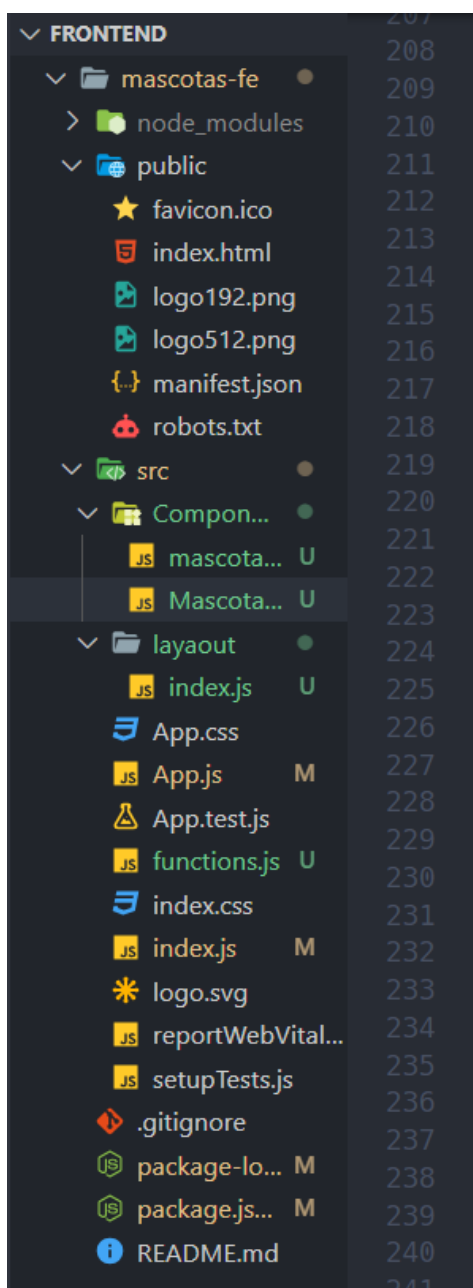 FRONTEND
mascotas-fe
node_modules
public
favicon.ico
index.html
logo192.png
logo512.png
manifest.json
robots.txt
src
Compon...
mascota... U
Mascota... U
layaout
index.js U
App.css
App.js M
App.test.js
functions.js U
index.css
index.js M
logo.svg
reportWebVital...
setupTests.js
.gitignore
package-lo... M
package.js... M
README.md
207
208
209
210
211
212
213
214
215
216
217
218
219
220
221
222
223
224
225
226
227
228
229
230
231
232
233
234
235
236
237
238
239
240
241